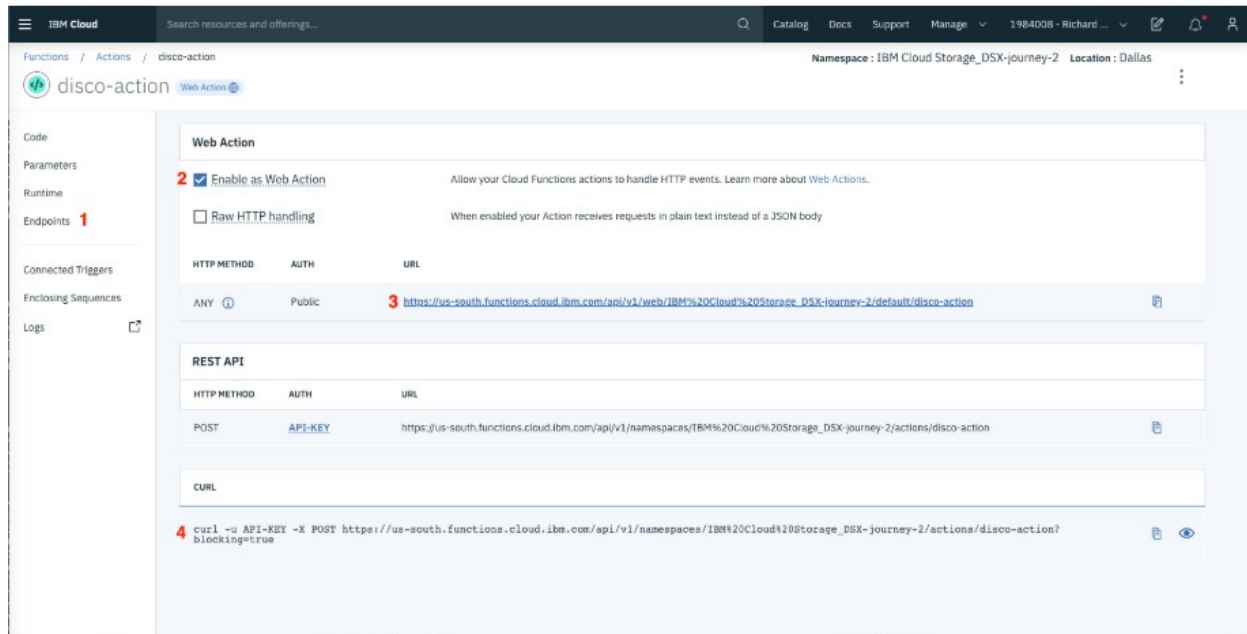 IBM Cloud Search resources and offerings... Catalog Docs Support Manage 1984008 - Richard ...
Functions / Actions / disco-action Namespace : IBM Cloud Storage_DSX-journey-2 Location : Dallas
disco-action Web Action
Code
Parameters
Runtime
Endpoints 1
Connected Triggers
Enclosing Sequences
Logs
Web Action
2 Enable as Web Action Allow your Cloud Functions actions to handle HTTP events. Learn more about Web Actions.
Raw HTTP handling When enabled your Action receives requests in plain text instead of a JSON body
HTTP METHOD AUTH URL
ANY Public 3 https://us-south.functions.cloud.ibm.com/api/v1/web/IBM%20Cloud%20Storage_DSX-journey-2/default/disco-action
REST API
HTTP METHOD AUTH URL
POST API-KEY https://us-south.functions.cloud.ibm.com/api/v1/namespaces/IBM%20Cloud%20Storage_DSX-journey-2/actions/disco-action
CURL
4 curl -u API-KEY -X POST https://us-south.functions.cloud.ibm.com/api/v1/namespaces/IBM%20Cloud%20Storage_DSX-journey-2/actions/disco-action?
blocking=true